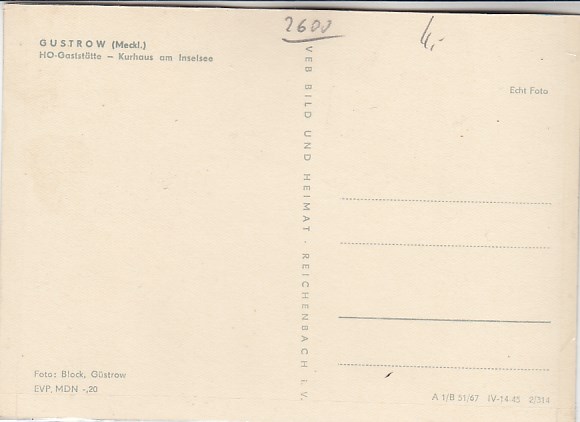 2600
4,-
GUSTROW (Meckl.)
HO-Gaststätte – Kurhaus am Inselsee
Echt Foto
VEB BILD UND HEIMAT · REICHENBACH I. V.
Foto: Block, Güstrow
EVP, MDN -,20
A 1/B 51/67 IV-14-45 2/314